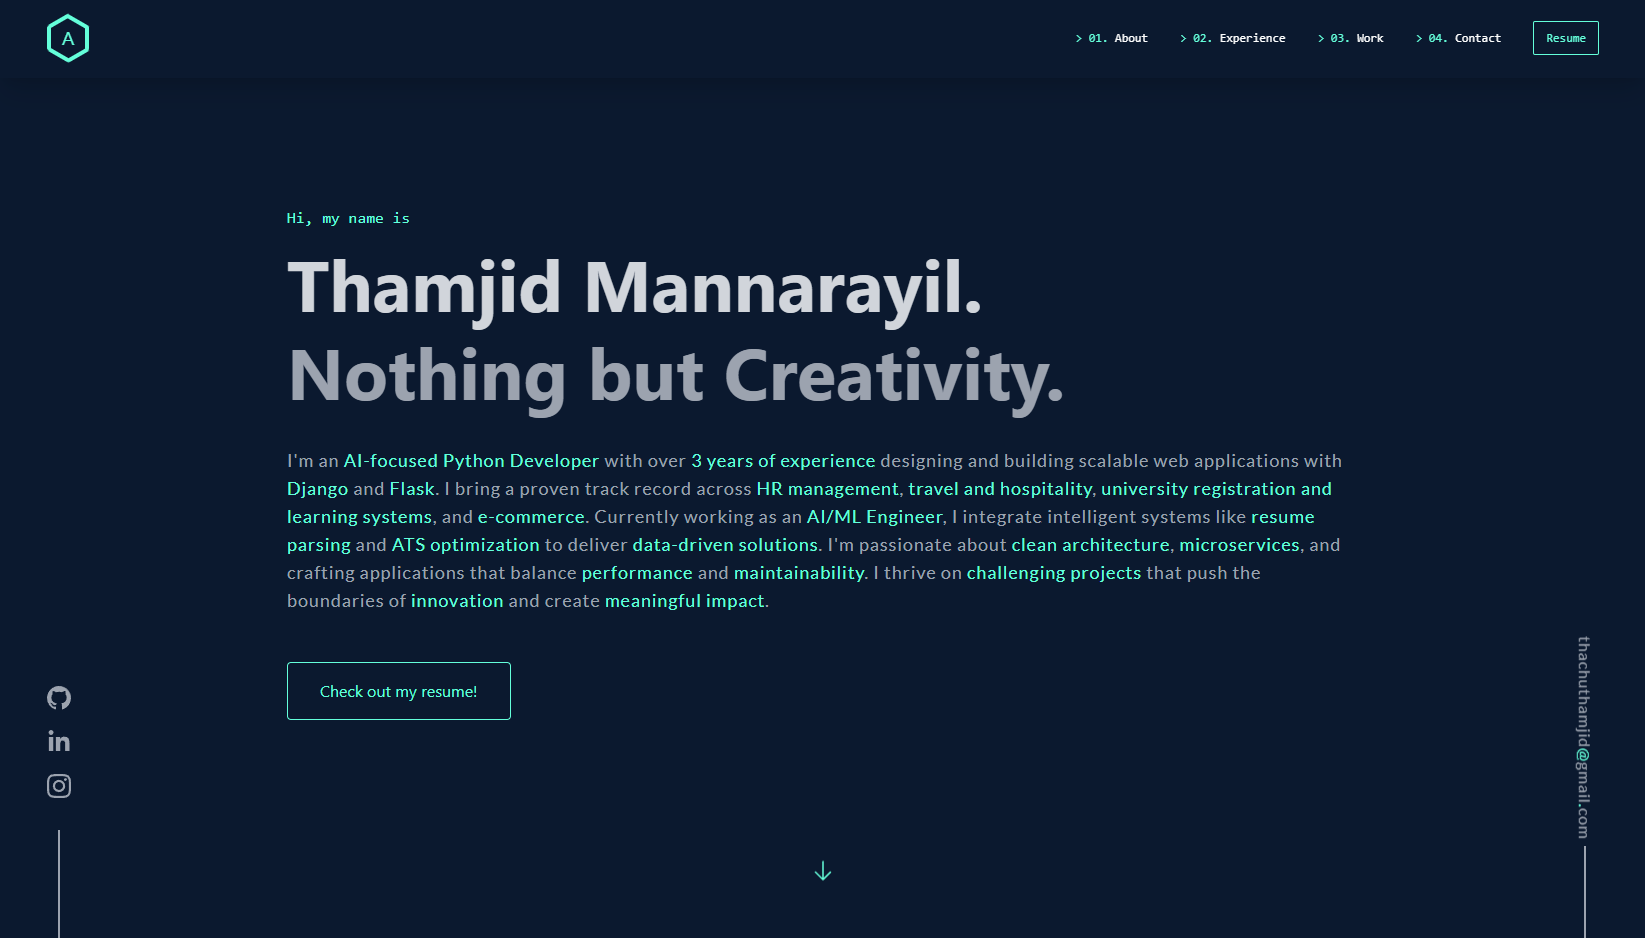 A
> 01. About > 02. Experience > 03. Work > 04. Contact Resume
Hi, my name is
Thamjid Mannarayil.
Nothing but Creativity.
I'm an AI-focused Python Developer with over 3 years of experience designing and building scalable web applications with
Django and Flask. I bring a proven track record across HR management, travel and hospitality, university registration and
learning systems, and e-commerce. Currently working as an AI/ML Engineer, I integrate intelligent systems like resume
parsing and ATS optimization to deliver data-driven solutions. I'm passionate about clean architecture, microservices, and
crafting applications that balance performance and maintainability. I thrive on challenging projects that push the
boundaries of innovation and create meaningful impact.
Check out my resume!
in
thachuthamjid@gmail.com